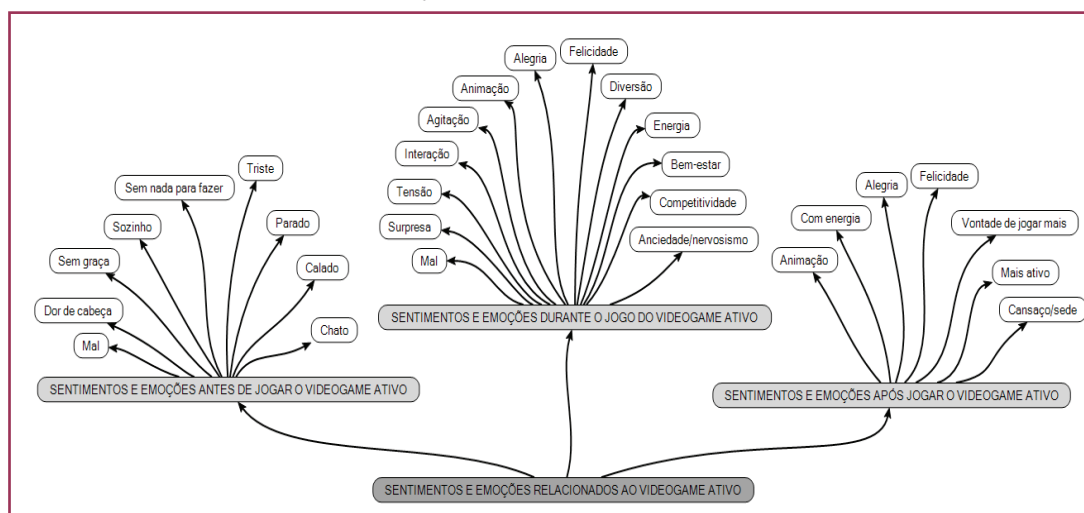 Felicidade
Alegria
Diversão
Animação
Agitação
Energia
Interação
Bem-estar
Tensão
Competitividade
Surpresa
Anciedade/nervosismo
Mal
SENTIMENTOS E EMOÇÕES DURANTE O JOGO DO VIDEOGAME ATIVO
Triste
Sem nada para fazer
Sozinho
Parado
Sem graça
Calado
Dor de cabeça
Chato
Mal
SENTIMENTOS E EMOÇÕES ANTES DE JOGAR O VIDEOGAME ATIVO
Felicidade
Alegria
Com energia
Vontade de jogar mais
Animação
Mais ativo
Cansaço/sede
SENTIMENTOS E EMOÇÕES APÓS JOGAR O VIDEOGAME ATIVO
SENTIMENTOS E EMOÇÕES RELACIONADOS AO VIDEOGAME ATIVO